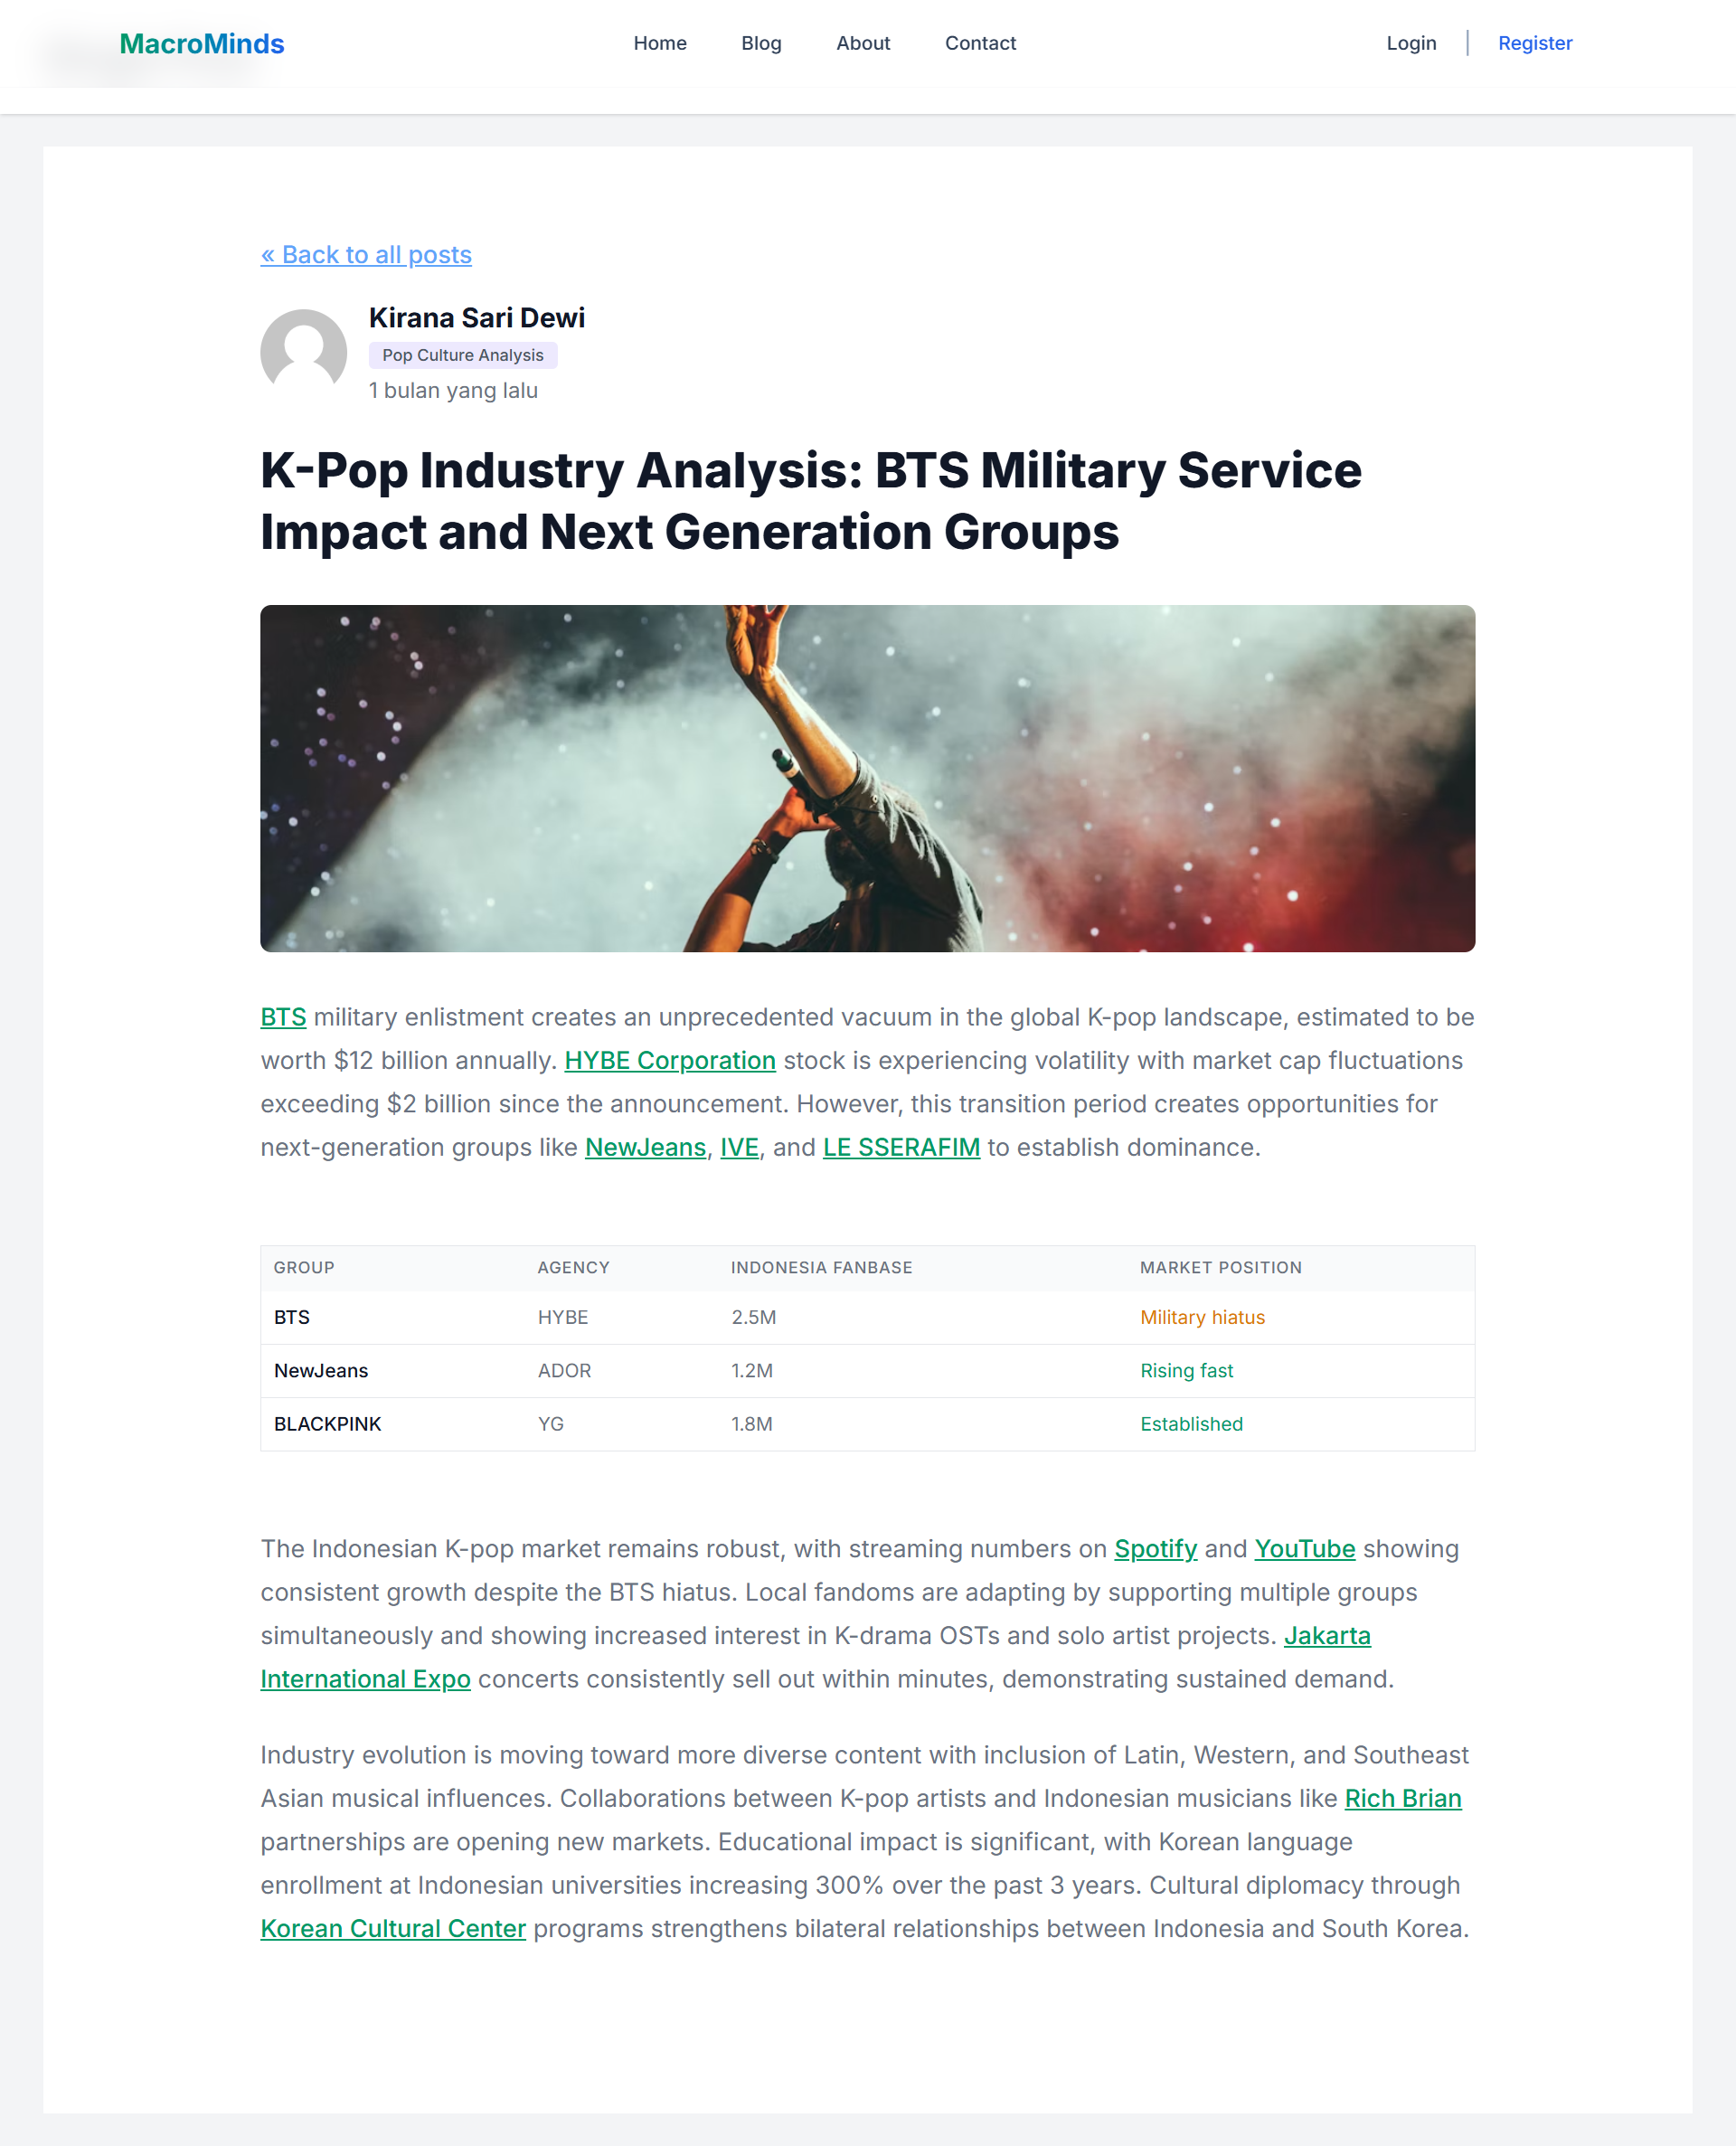 MacroMinds
Home Blog About Contact
Login Register
« Back to all posts
Kirana Sari Dewi
Pop Culture Analysis
1 bulan yang lalu
K-Pop Industry Analysis: BTS Military Service
Impact and Next Generation Groups
BTS military enlistment creates an unprecedented vacuum in the global K-pop landscape, estimated to be
worth $12 billion annually. HYBE Corporation stock is experiencing volatility with market cap fluctuations
exceeding $2 billion since the announcement. However, this transition period creates opportunities for
next-generation groups like NewJeans, IVE, and LE SSERAFIM to establish dominance.
GROUP AGENCY INDONESIA FANBASE MARKET POSITION
BTS HYBE 2.5M Military hiatus
NewJeans ADOR 1.2M Rising fast
BLACKPINK YG 1.8M Established
The Indonesian K-pop market remains robust, with streaming numbers on Spotify and YouTube showing
consistent growth despite the BTS hiatus. Local fandoms are adapting by supporting multiple groups
simultaneously and showing increased interest in K-drama OSTs and solo artist projects. Jakarta
International Expo concerts consistently sell out within minutes, demonstrating sustained demand.
Industry evolution is moving toward more diverse content with inclusion of Latin, Western, and Southeast
Asian musical influences. Collaborations between K-pop artists and Indonesian musicians like Rich Brian
partnerships are opening new markets. Educational impact is significant, with Korean language
enrollment at Indonesian universities increasing 300% over the past 3 years. Cultural diplomacy through
Korean Cultural Center programs strengthens bilateral relationships between Indonesia and South Korea.